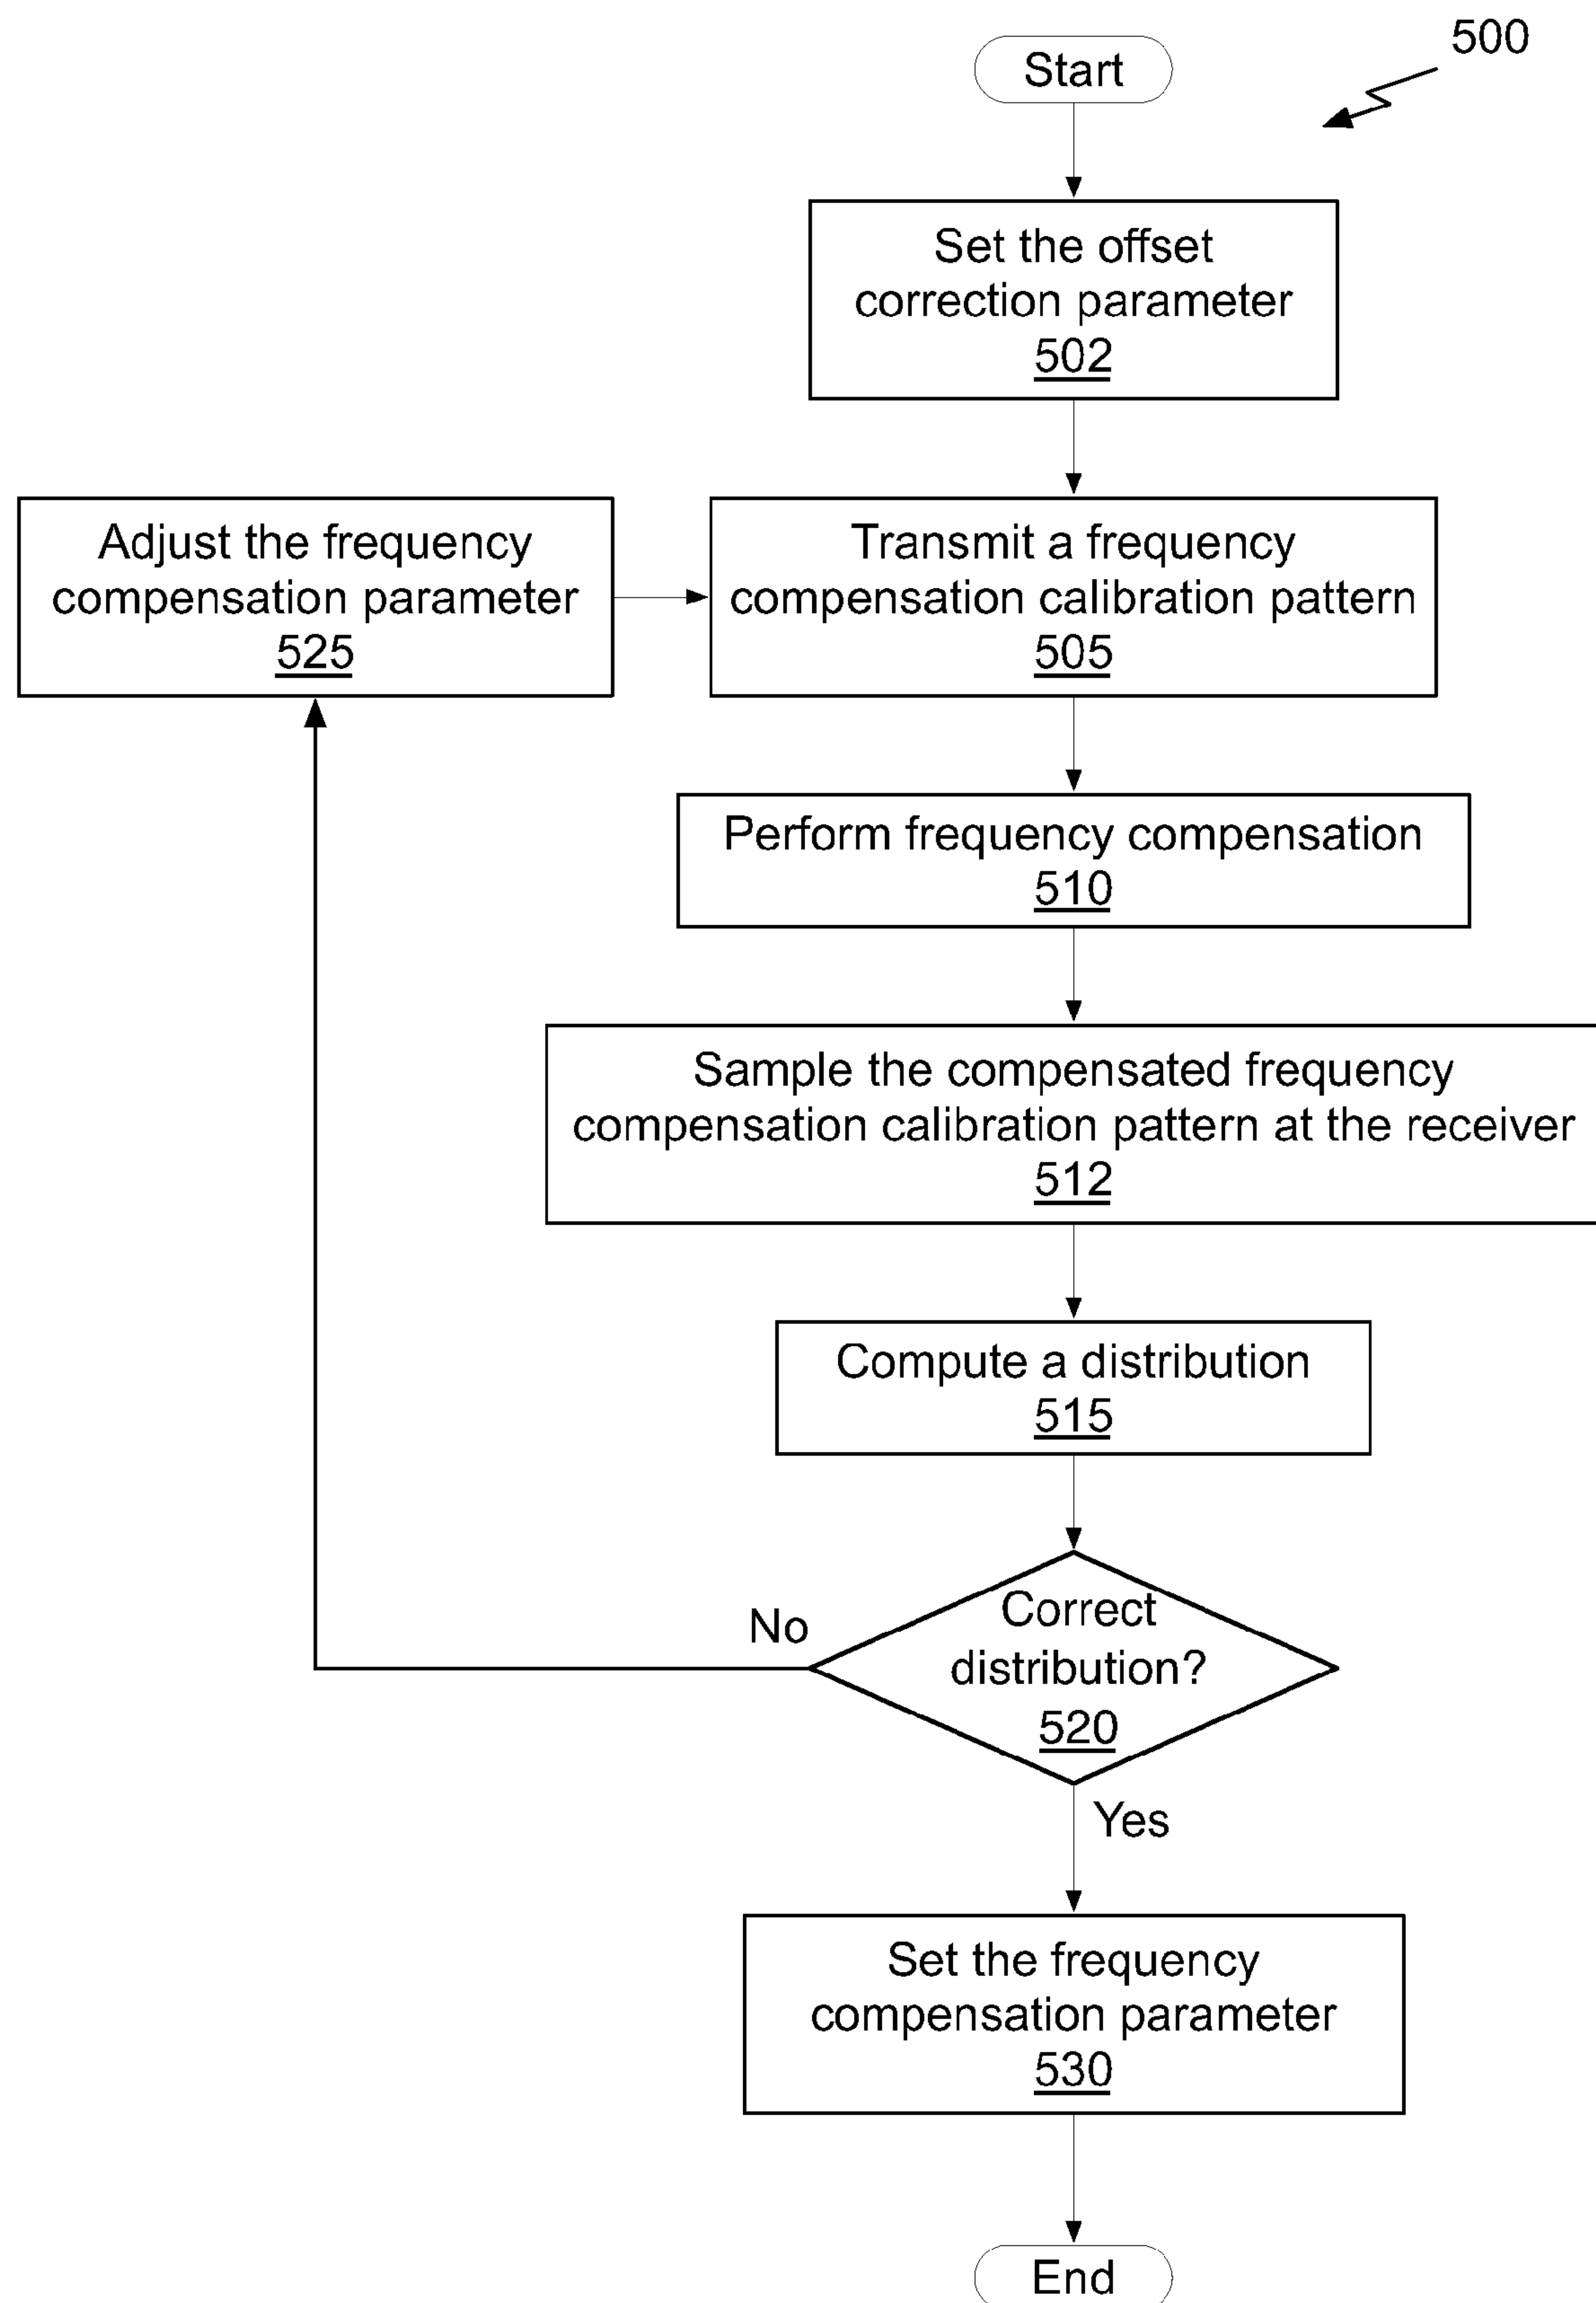 500
Start
Set the offset
correction parameter
502
Adjust the frequency
compensation parameter
525
Transmit a frequency
compensation calibration pattern
505
Perform frequency compensation
510
Sample the compensated frequency
compensation calibration pattern at the receiver
512
Compute a distribution
515
Correct
distribution?
520
No
Yes
Set the frequency
compensation parameter
530
End